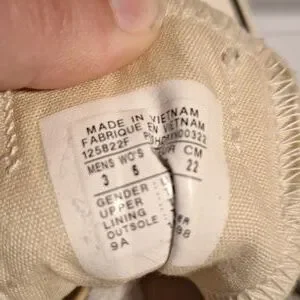 MADE IN VIETNAM
FABRIQUE EN VIETNAM
125822F
MENS WO'S CM
3 5 22
GENDER
UPPER
LINING
OUTSOLE
9A